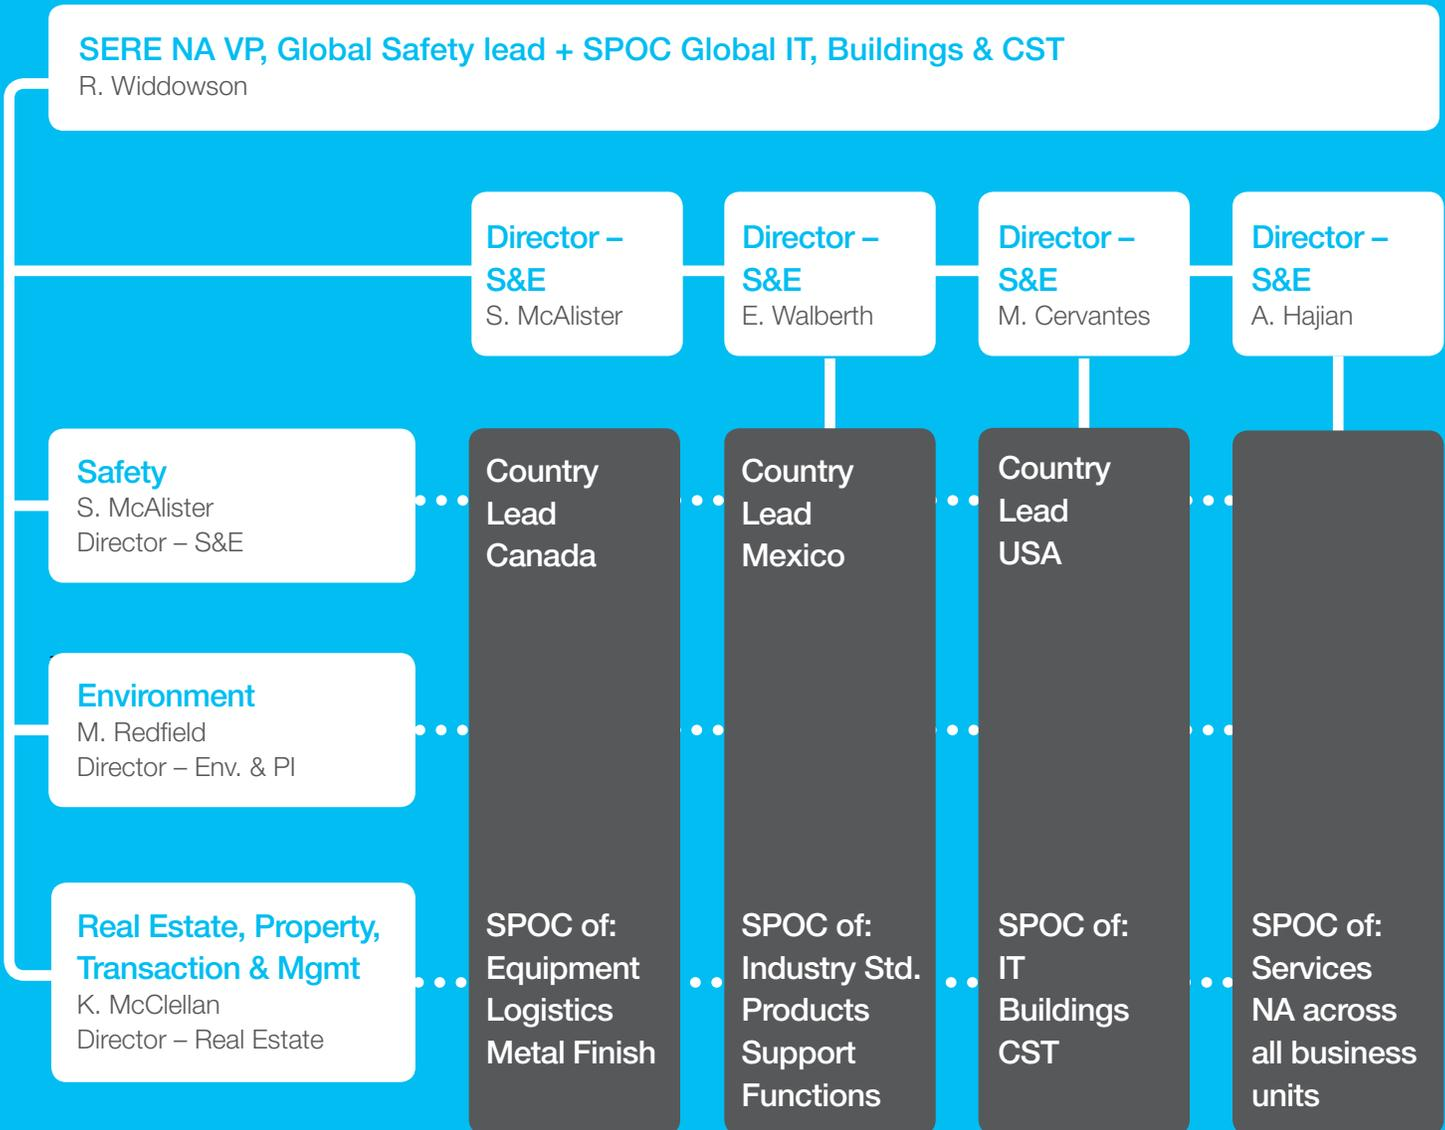 SERE NA VP, Global Safety lead + SPOC Global IT, Buildings & CST
R. Widdowson
Director –
S&E
S. McAlister
Director –
S&E
E. Walberth
Director –
S&E
M. Cervantes
Director –
S&E
A. Hajian
Safety
S. McAlister
Director – S&E
Environment
M. Redfield
Director – Env. & PI
Real Estate, Property,
Transaction & Mgmt
K. McClellan
Director – Real Estate
Country
Lead
Canada
SPOC of:
Equipment
Logistics
Metal Finish
Country
Lead
Mexico
SPOC of:
Industry Std.
Products
Support
Functions
Country
Lead
USA
SPOC of:
IT
Buildings
CST
SPOC of:
Services
NA across
all business
units